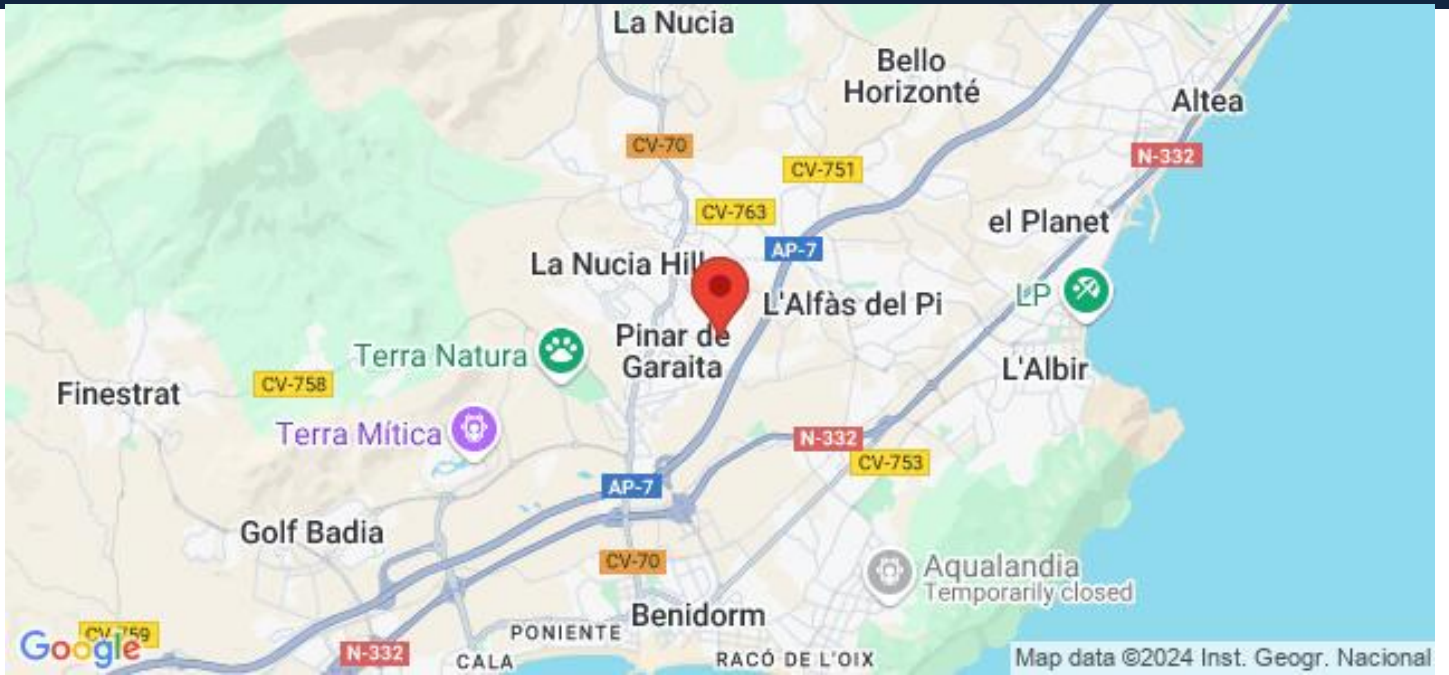 La Nucia
Bello
Horizonté
Altea
CV-70
N-332
CV-751
CV-763
el Planet
AP-7
La Nucia Hill
LP
L'Alfàs del Pi
Pinar de
Garaita
Terra Natura
L'Albir
CV-758
Finestrat
Terra Mítica
N-332
CV-753
AP-7
Golf Badia
CV-70
Aqualandia
Temporarily closed
Benidorm
PONIENTE
Google
CV-759
N-332
CALA
RACÓ DE L'OIX
Map data ©2024 Inst. Geogr. Nacional